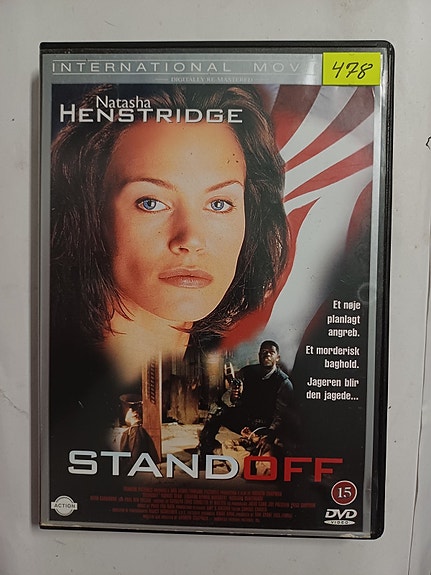 INTERNATIONAL MOV
DIGITALLY RE-MASTERED
478
Natasha
HENSTRIDGE
Et nøje
planlagt
angreb.
Et morderisk
baghold.
Jageren blir
den jagede...
STANDOFF
15
ACTION
DVD
VIDEO